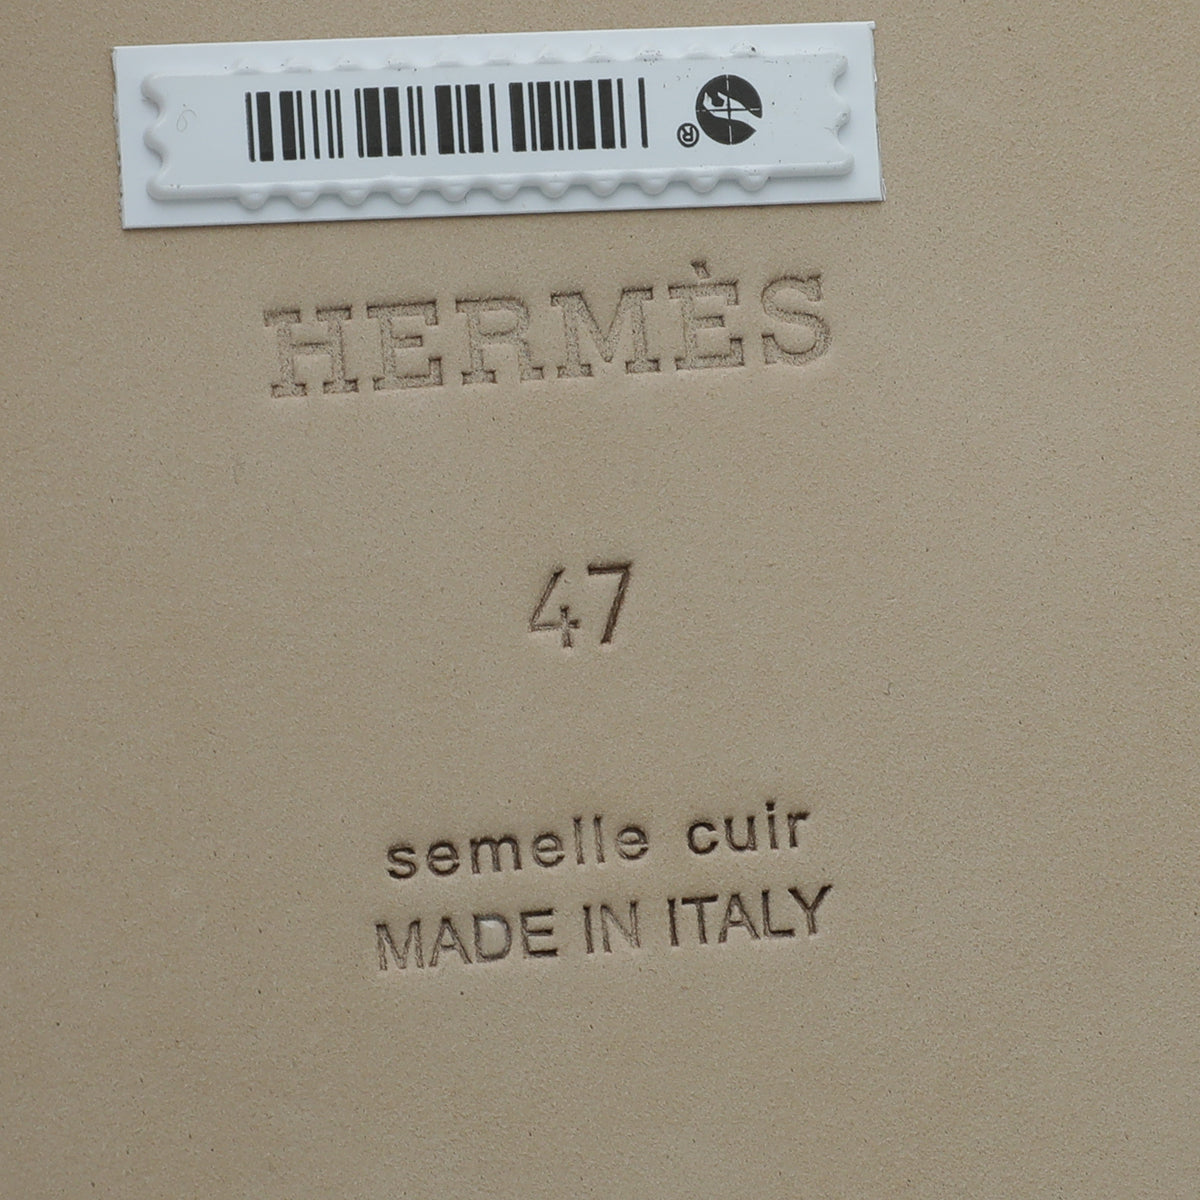 ®
HERMÈS
47
semelle cuir
MADE IN ITALY